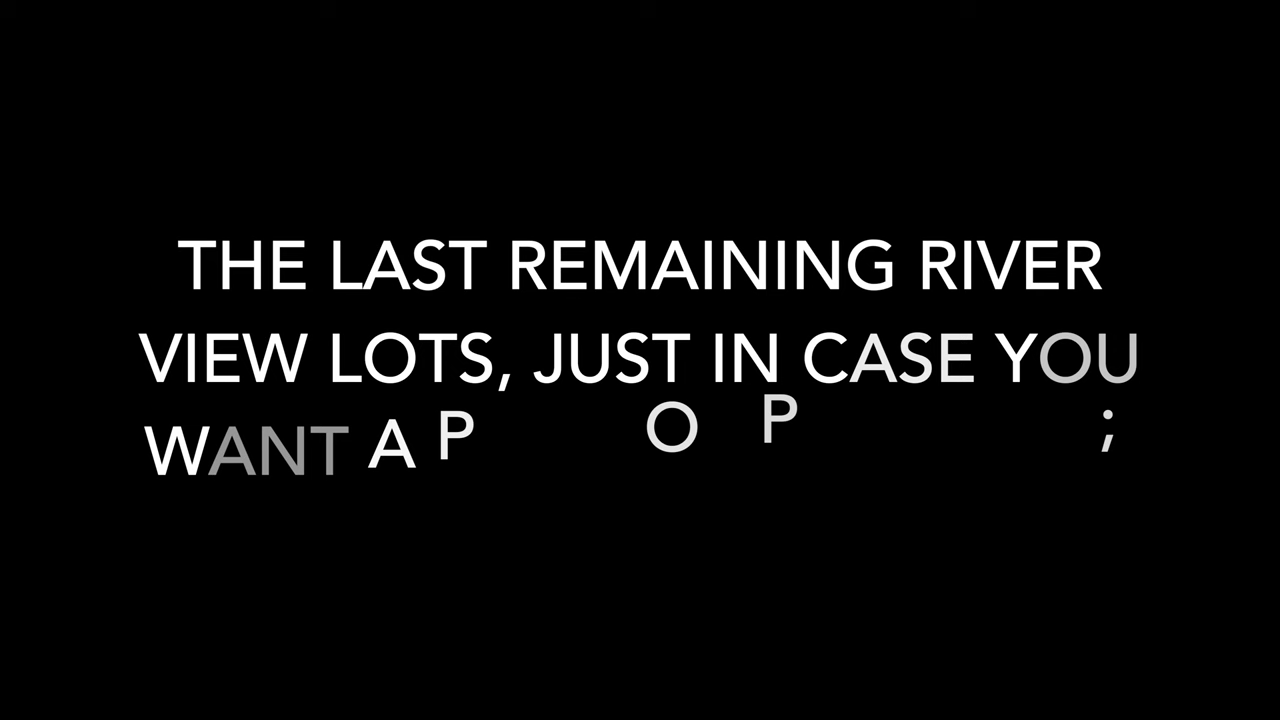 THE LAST REMAINING RIVER
VIEW LOTS, JUST IN CASE YOU
WANT A P O P ;